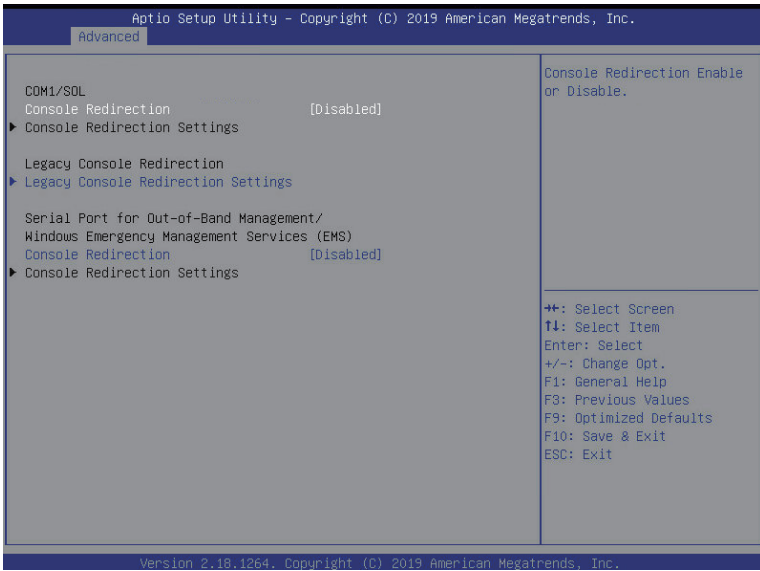 Aptio Setup Utility – Copyright (C) 2019 American Megatrends, Inc.
Advanced
COM1/SOL
Console Redirection [Disabled]
Console Redirection Settings
Legacy Console Redirection
Legacy Console Redirection Settings
Serial Port for Out-of-Band Management/
Windows Emergency Management Services (EMS)
Console Redirection [Disabled]
Console Redirection Settings
Console Redirection Enable
or Disable.
→←: Select Screen
↑↓: Select Item
Enter: Select
+/-: Change Opt.
F1: General Help
F3: Previous Values
F9: Optimized Defaults
F10: Save & Exit
ESC: Exit
Version 2.18.1264. Copyright (C) 2019 American Megatrends, Inc.